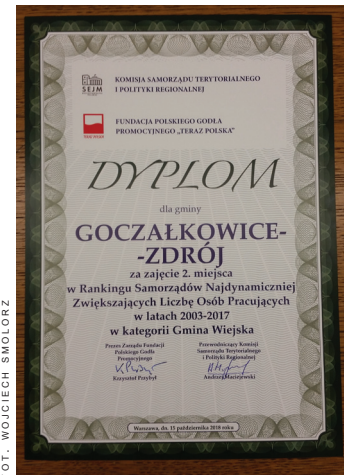 SEJM
KOMISJA SAMORZĄDU TERYTORIALNEGO
I POLITYKI REGIONALNEJ
FUNDACJA POLSKIEGO GODŁA
PROMOCYJNEGO „TERAZ POLSKA”
DYPLOM
dla gminy
GOCZAŁKOWICE-
-ZDRÓJ
za zajęcie 2. miejsca
w Rankingu Samorządów Najdynamiczniej
Zwiększających Liczbę Osób Pracujących
w latach 2003-2017
w kategorii Gmina Wiejska
Prezes Zarządu Fundacji
Polskiego Godła
Promocyjnego
Krzysztof Przybył
Przewodniczący Komisji
Samorządu Terytorialnego
i Polityki Regionalnej
Andrzej Maciejewski
Warszawa, dn. 15 października 2018 roku
OT. WOJCIECH SMOLORZ